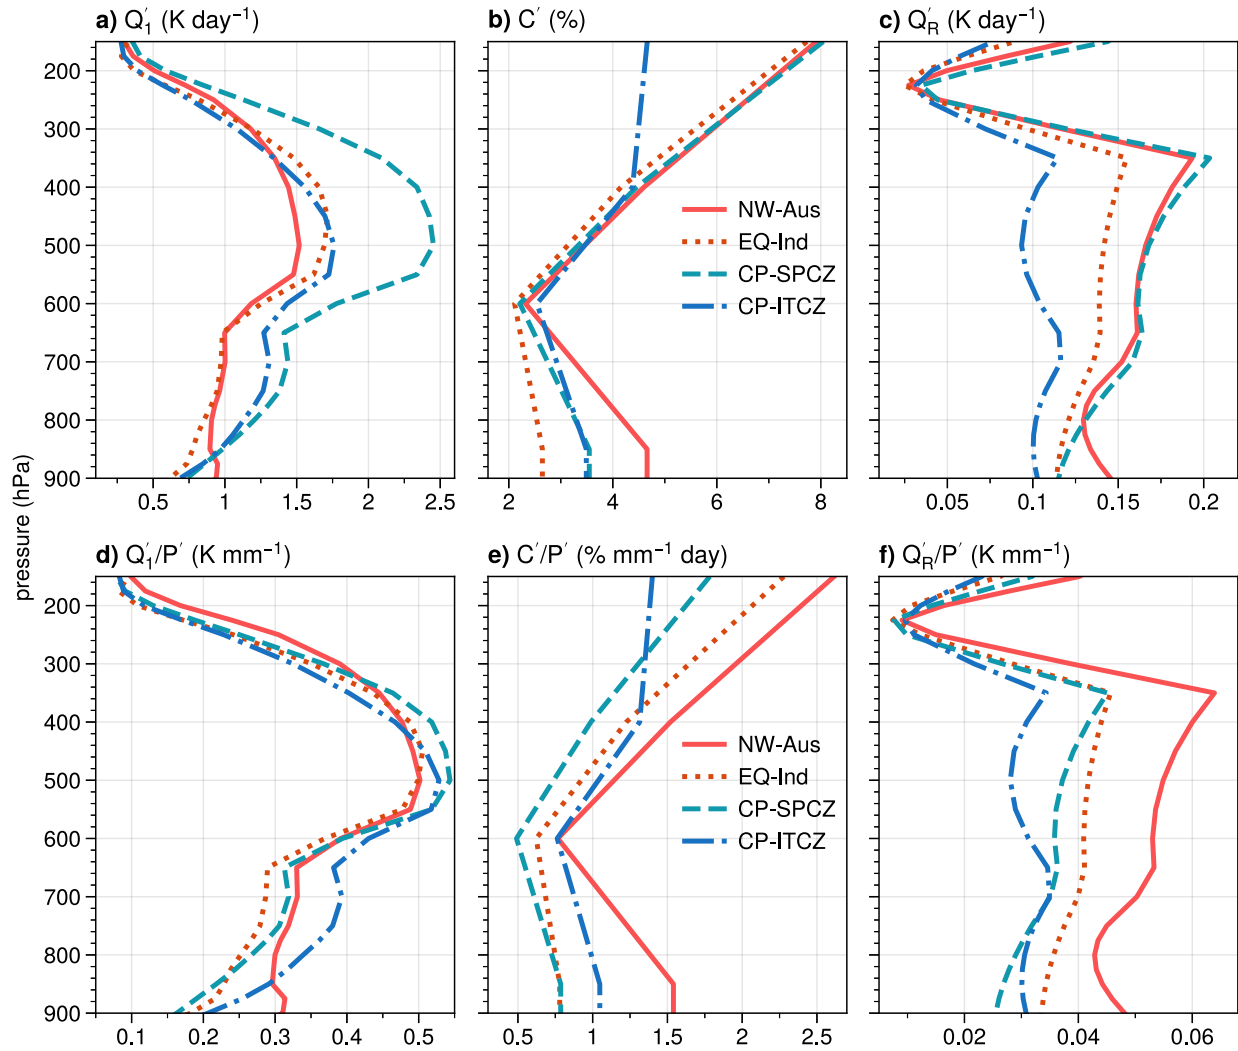 a) Q′₁ (K day⁻¹)
b) C′ (%)
c) Q′R (K day⁻¹)
200
300
400
500
600
700
800
900
0.5 1 1.5 2 2.5
NW-Aus
EQ-Ind
CP-SPCZ
CP-ITCZ
2 4 6 8
0.05 0.1 0.15 0.2
pressure (hPa)
d) Q′₁/P′ (K mm⁻¹)
e) C′/P′ (% mm⁻¹ day)
f) Q′R/P′ (K mm⁻¹)
200
300
400
500
600
700
800
900
0.1 0.2 0.3 0.4 0.5
NW-Aus
EQ-Ind
CP-SPCZ
CP-ITCZ
0.5 1 1.5 2 2.5
0.02 0.04 0.06